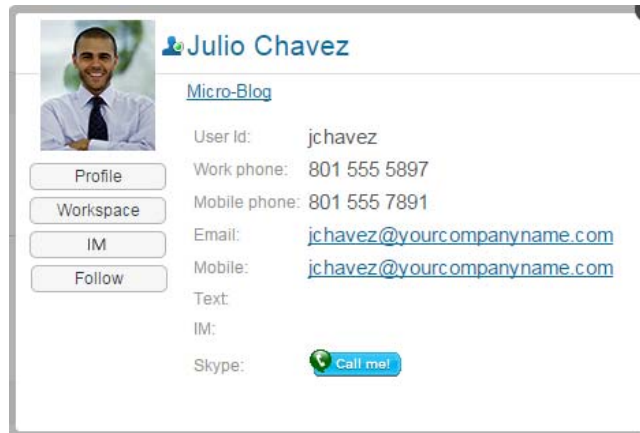 Julio Chavez
Micro-Blog
User Id: jchavez
Work phone: 801 555 5897
Mobile phone: 801 555 7891
Email: jchavez@yourcompanyname.com
Mobile: jchavez@yourcompanyname.com
Text:
IM:
Skype: Call me!
Profile
Workspace
IM
Follow